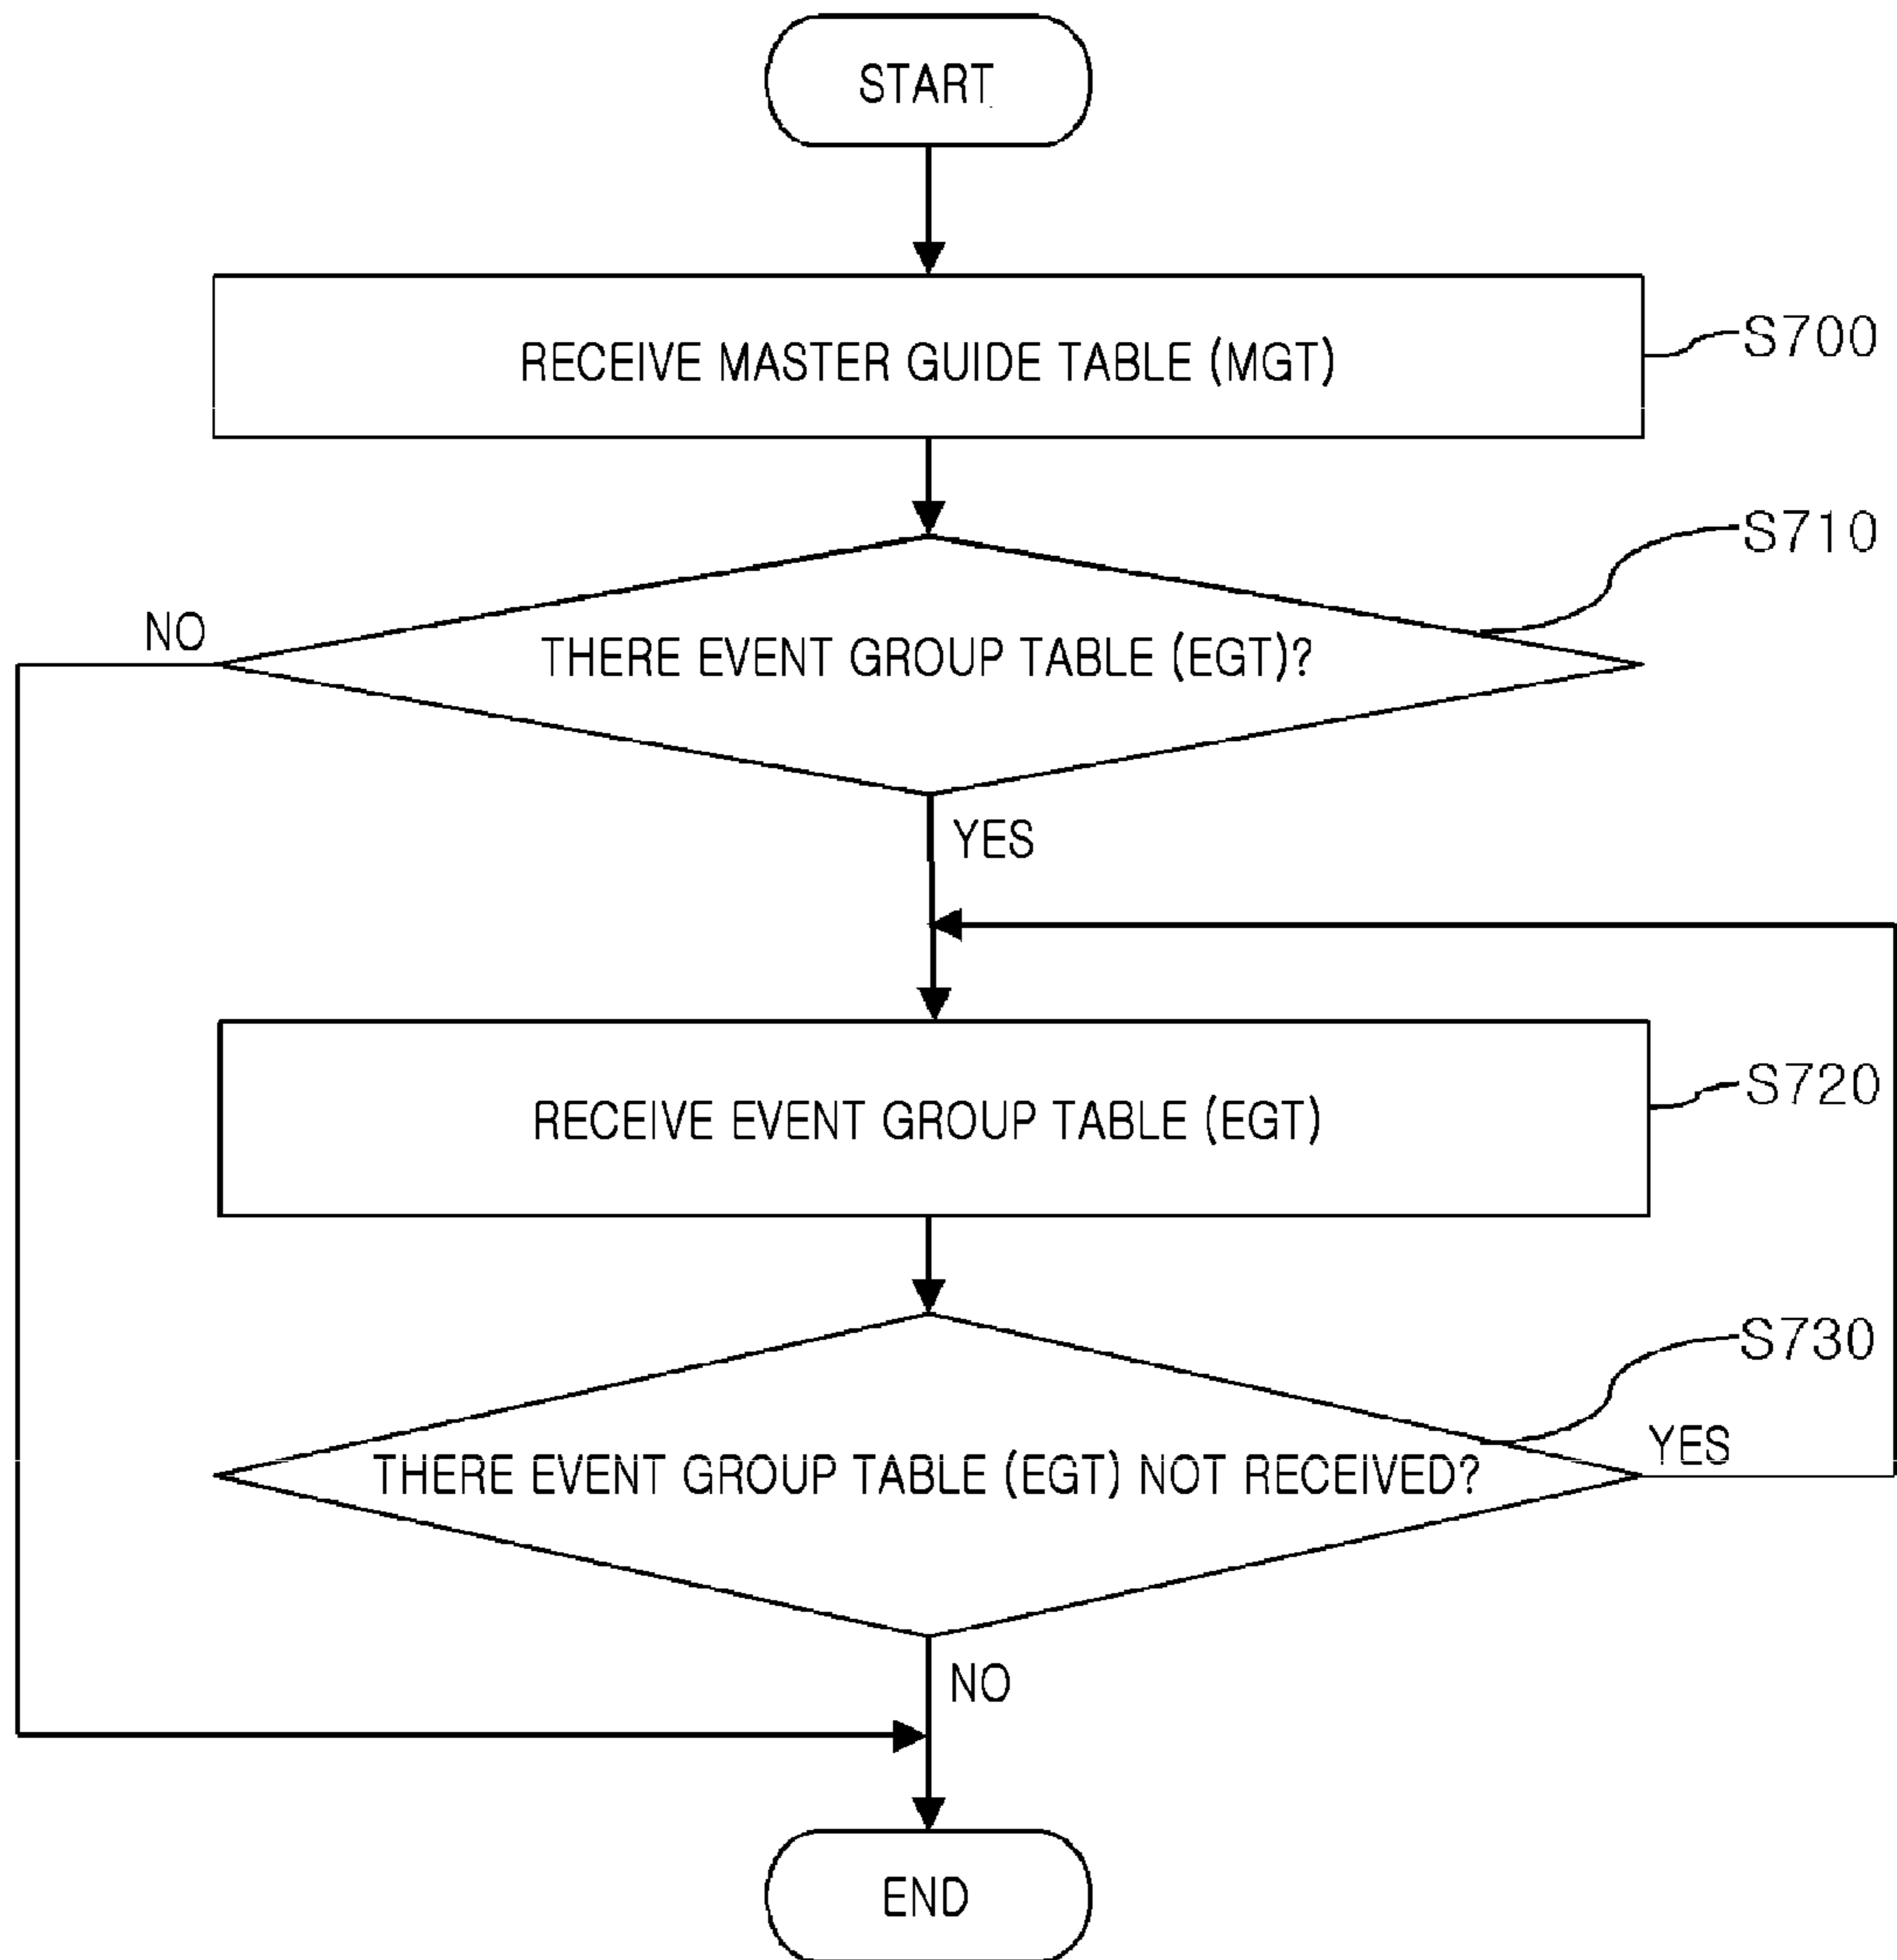 START
RECEIVE MASTER GUIDE TABLE (MGT)
S700
S710
NO
THERE EVENT GROUP TABLE (EGT)?
YES
RECEIVE EVENT GROUP TABLE (EGT)
S720
S730
THERE EVENT GROUP TABLE (EGT) NOT RECEIVED?
YES
NO
END